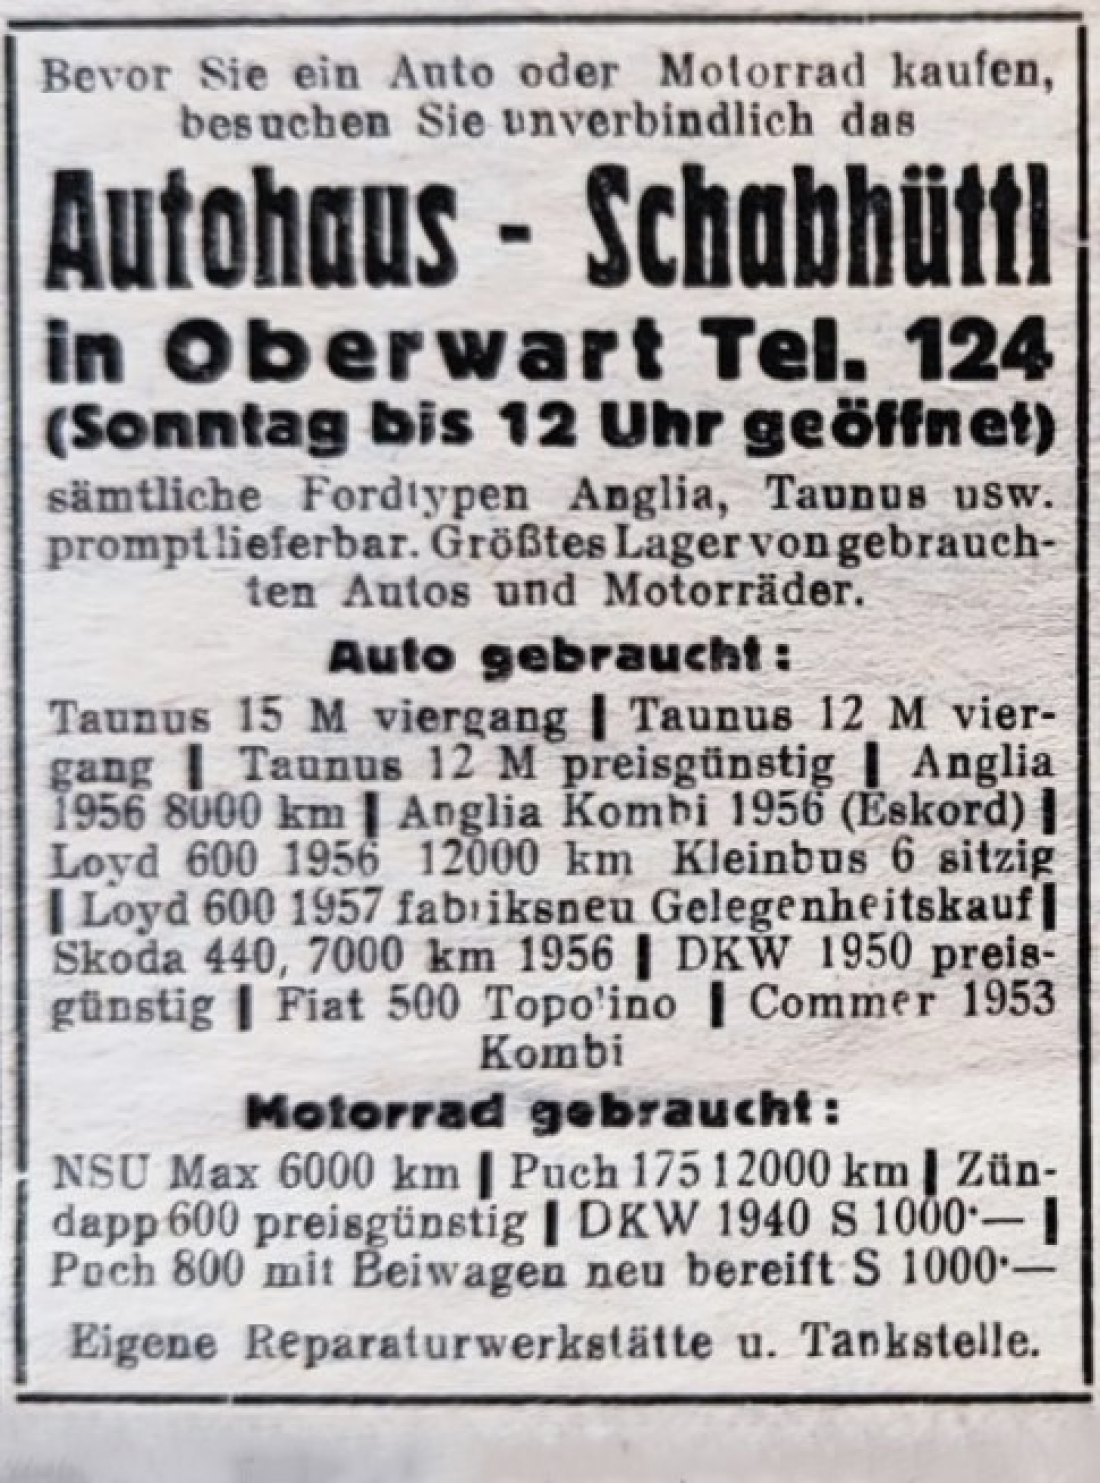 Bevor Sie ein Auto oder Motorrad kaufen,
besuchen Sie unverbindlich das
Autohaus - Schabhüttl
in Oberwart Tel. 124
(Sonntag bis 12 Uhr geöffnet)
sämtliche Fordtypen Anglia, Taunus usw.
prompt lieferbar. Größtes Lager von gebrauch-
ten Autos und Motorräder.
Auto gebraucht:
Taunus 15 M viergang | Taunus 12 M vier-
gang | Taunus 12 M preisgünstig | Anglia
1956 8000 km | Anglia Kombi 1956 (Eskord) |
Loyd 600 1956 12000 km Kleinbus 6 sitzig
| Loyd 600 1957 fabriksneu Gelegenheitskauf |
Skoda 440, 7000 km 1956 | DKW 1950 preis-
günstig | Fiat 500 Topolino | Commer 1953
Kombi
Motorrad gebraucht:
NSU Max 6000 km | Puch 175 12000 km | Zün-
dapp 600 preisgünstig | DKW 1940 S 1000·— |
Puch 800 mit Beiwagen neu bereift S 1000·—
Eigene Reparaturwerkstätte u. Tankstelle.